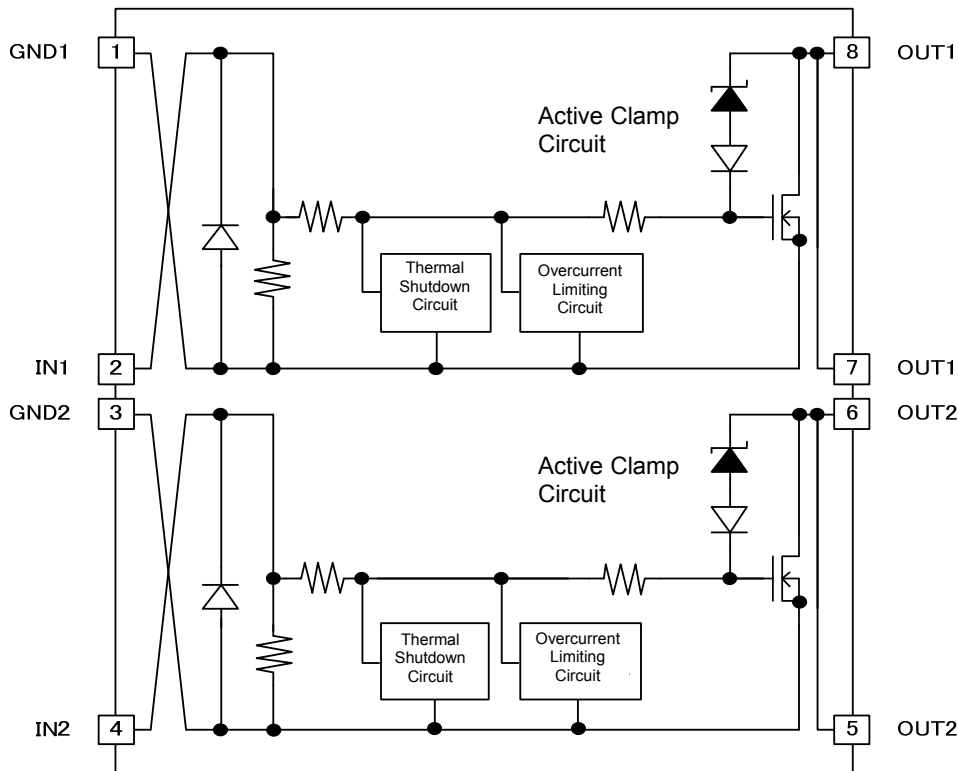 GND1
1
8
OUT1
Active Clamp
Circuit
Thermal
Shutdown
Circuit
Overcurrent
Limiting
Circuit
IN1
2
7
OUT1
GND2
3
6
OUT2
Active Clamp
Circuit
Thermal
Shutdown
Circuit
Overcurrent
Limiting
Circuit
IN2
4
5
OUT2